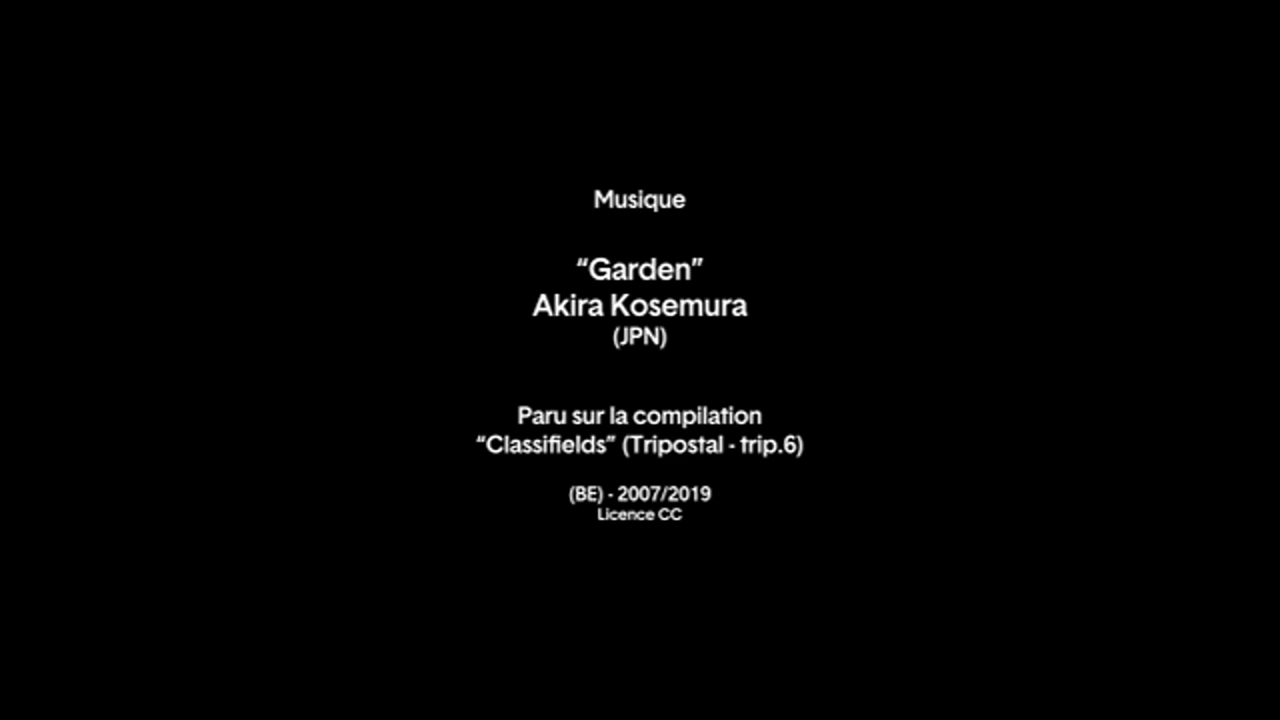 Musique
“Garden”
Akira Kosemura
(JPN)
Paru sur la compilation
“Classifields” (Tripostal - trip.6)
(BE) - 2007/2019
Licence CC